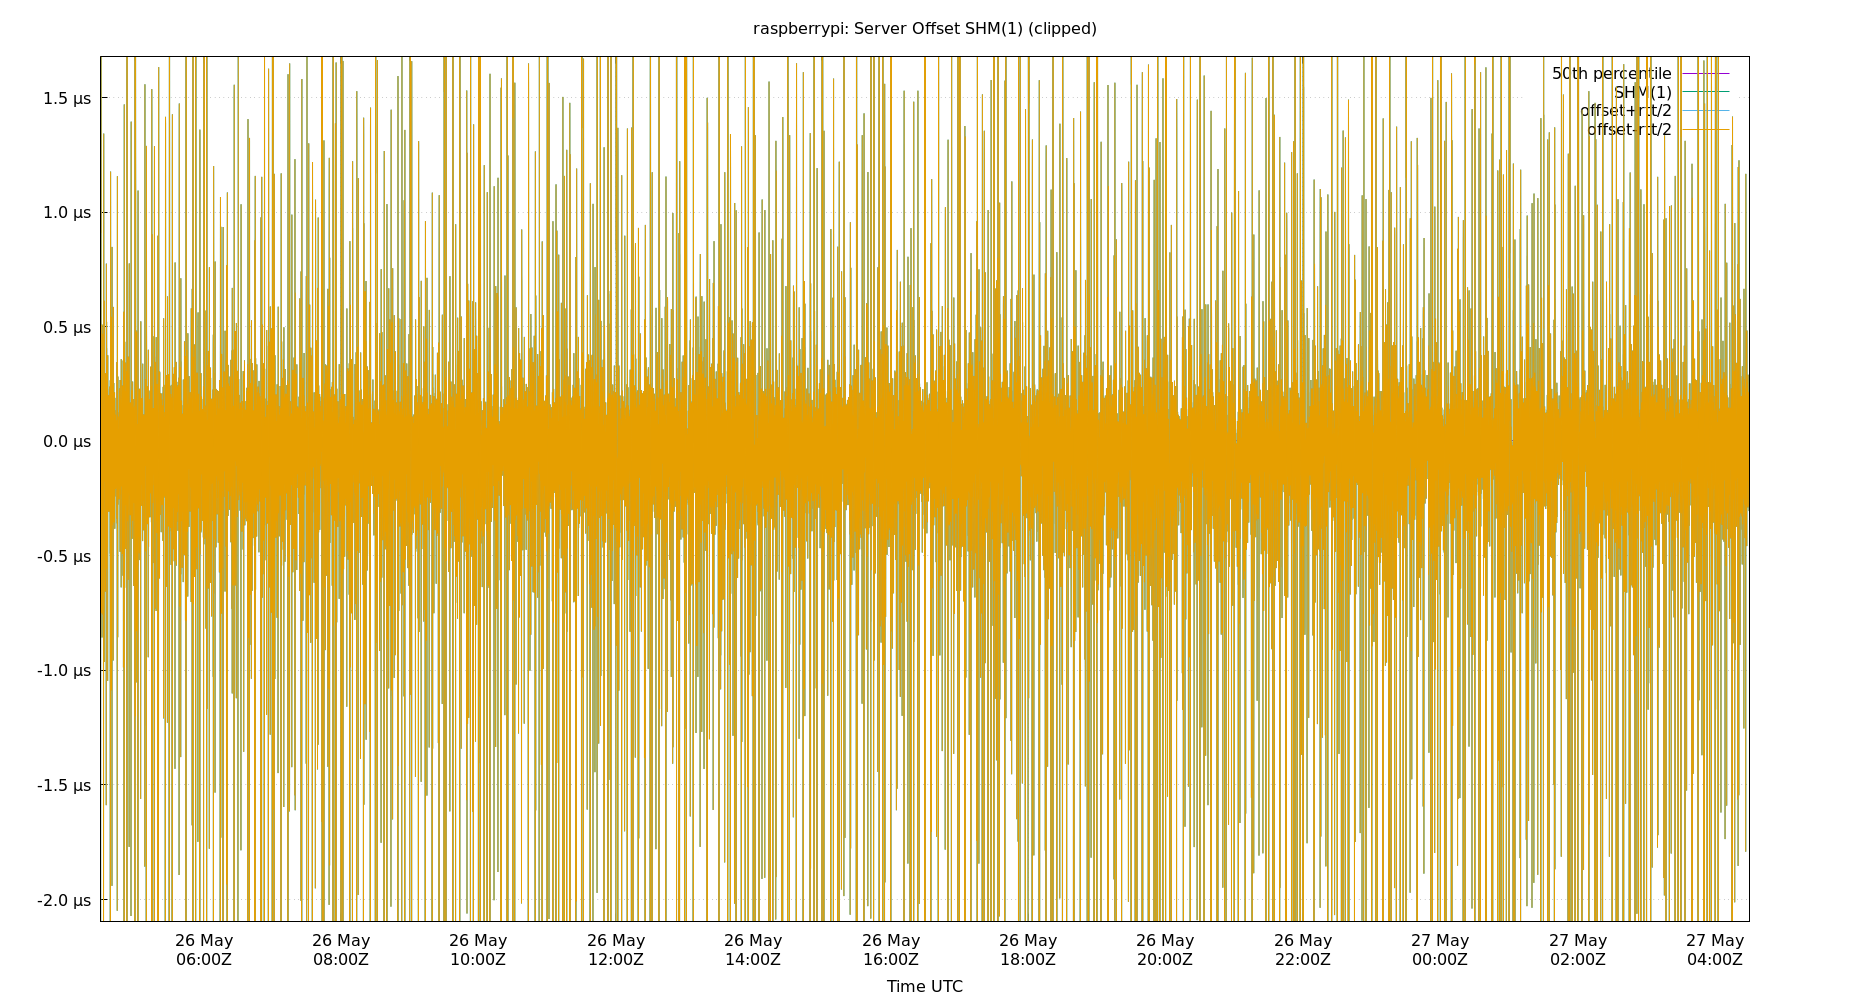 raspberrypi: Server Offset SHM(1) (clipped)
50th percentile
SHM(1)
offset+rtt/2
offset-rtt/2
1.5 µs
1.0 µs
0.5 µs
0.0 µs
-0.5 µs
-1.0 µs
-1.5 µs
-2.0 µs
26 May 26 May 26 May 26 May 26 May 26 May 26 May 26 May 26 May 27 May 27 May 27 May
06:00Z 08:00Z 10:00Z 12:00Z 14:00Z 16:00Z 18:00Z 20:00Z 22:00Z 00:00Z 02:00Z 04:00Z
Time UTC